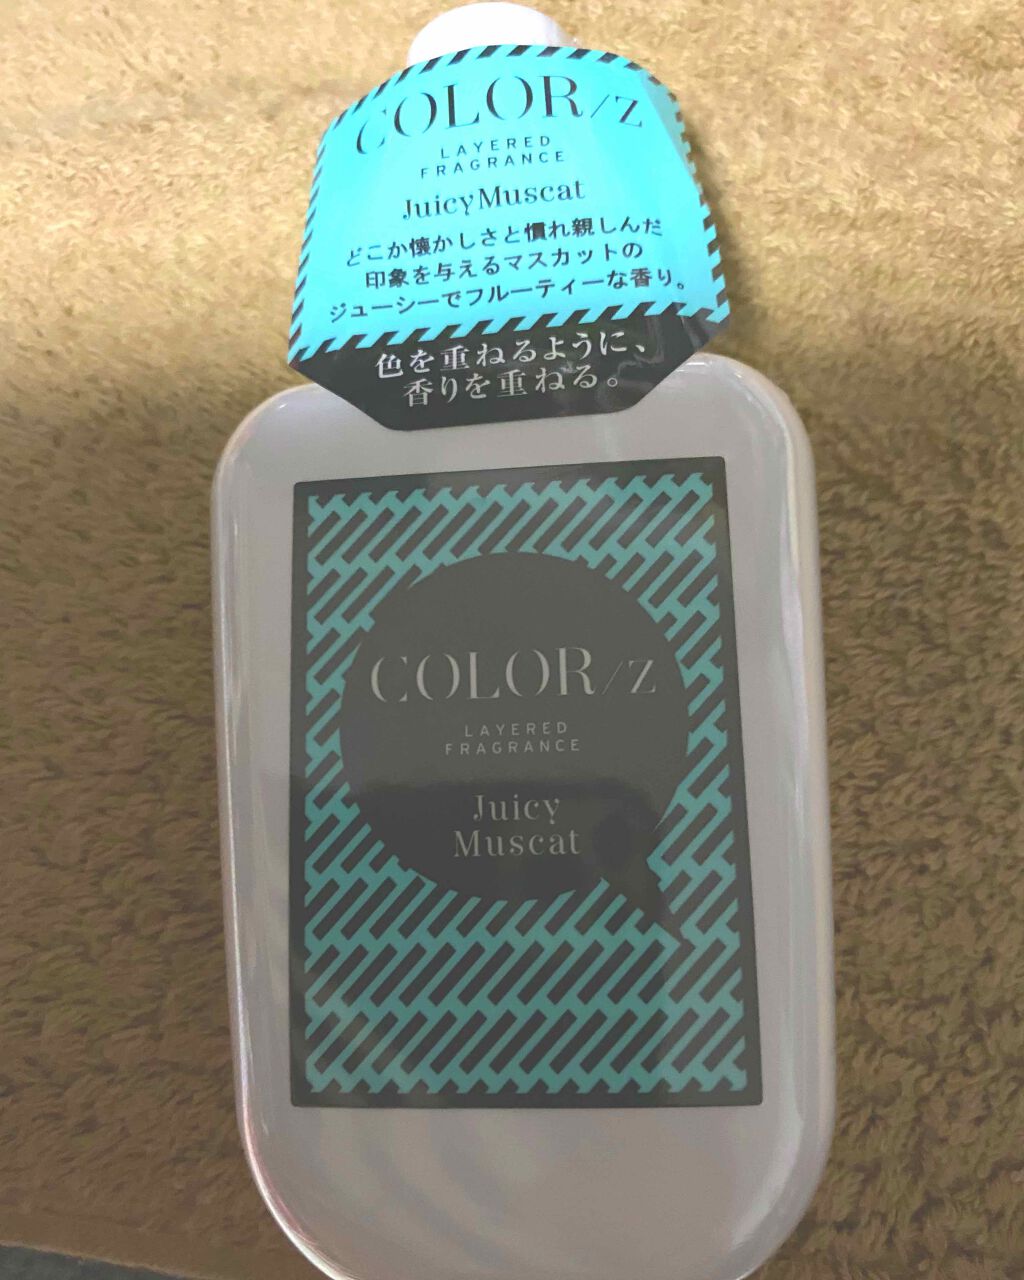 COLOR/z
LAYERED
FRAGRANCE
JuicyMuscat
どこか懐かしさと慣れ親しんだ
印象を与えるマスカットの
ジューシーでフルーティーな香り。
色を重ねるように、
香りを重ねる。
COLOR/z
LAYERED
FRAGRANCE
Juicy
Muscat